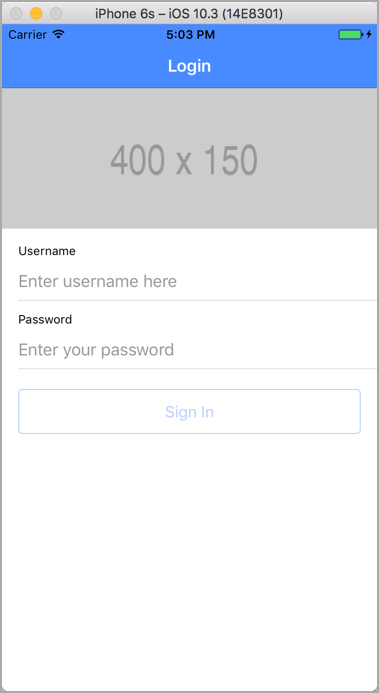 iPhone 6s – iOS 10.3 (14E8301)
Carrier 5:03 PM
Login
400 x 150
Username
Enter username here
Password
Enter your password
Sign In